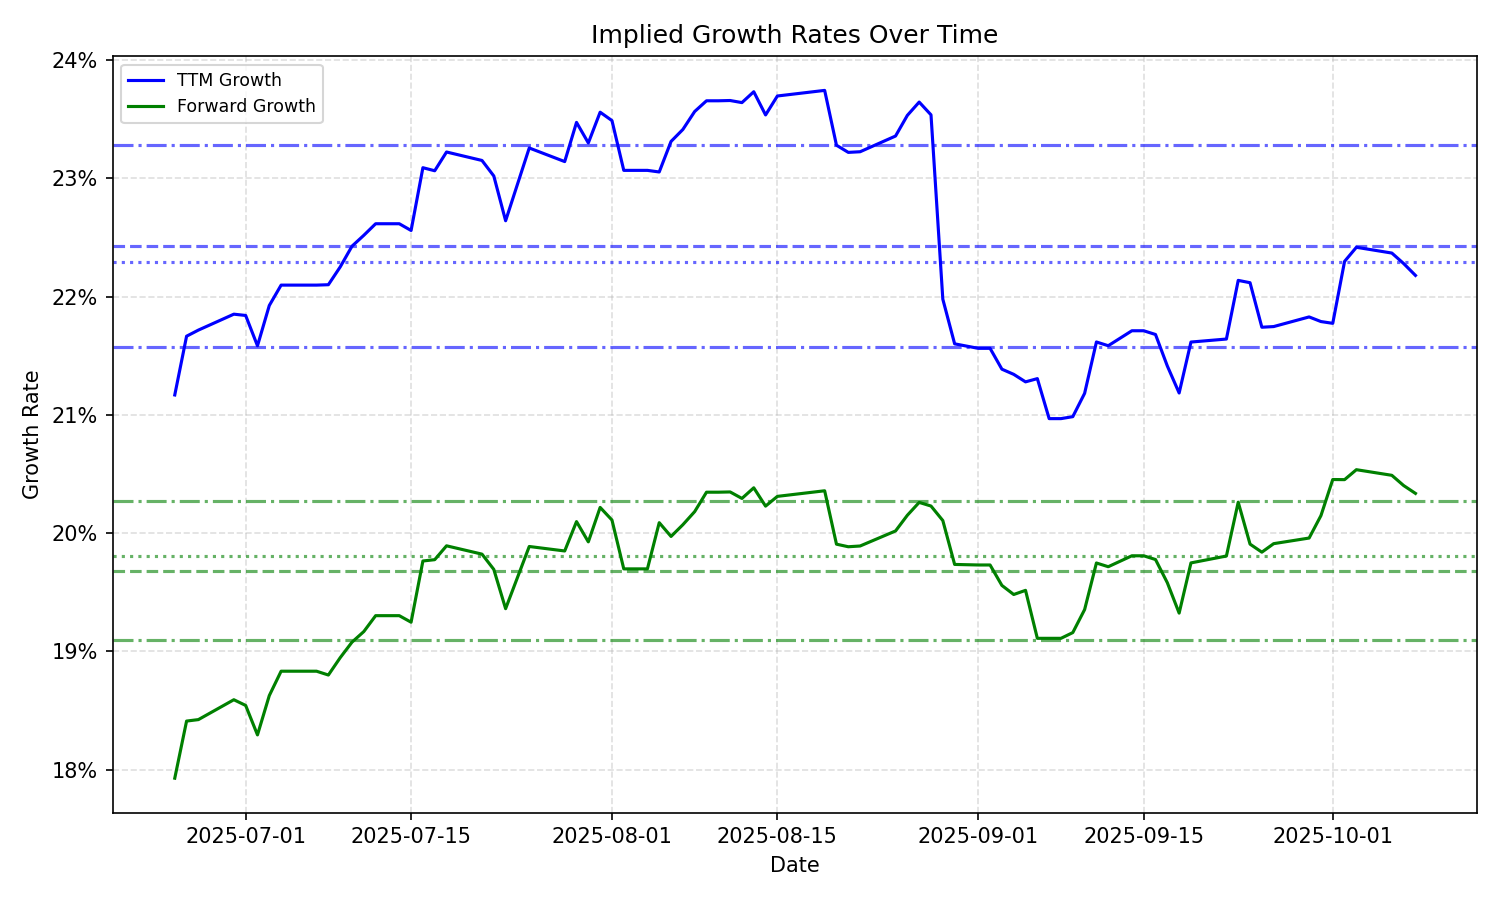 Implied Growth Rates Over Time
TTM Growth
Forward Growth
Growth Rate
24%
23%
22%
21%
20%
19%
18%
2025-07-01 2025-07-15 2025-08-01 2025-08-15 2025-09-01 2025-09-15 2025-10-01
Date